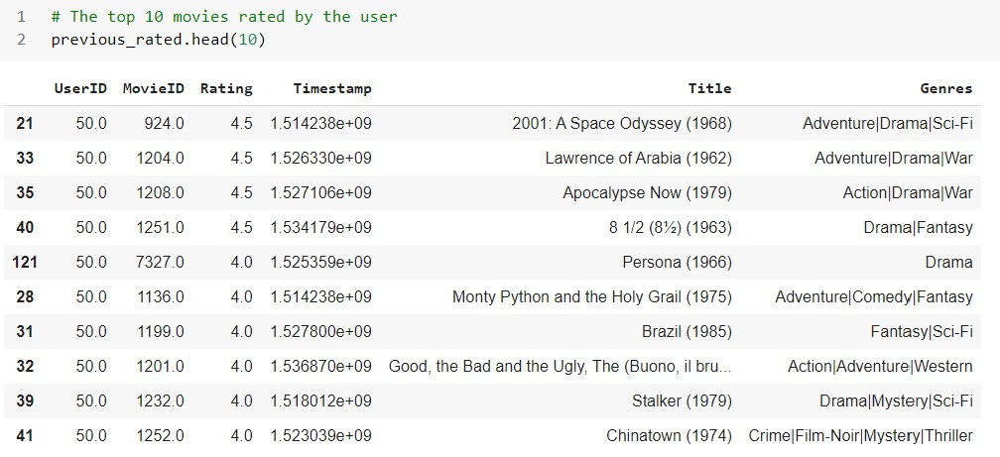 1 # The top 10 movies rated by the user
2 previous_rated.head(10)
UserID MovieID Rating Timestamp Title Genres
21 50.0 924.0 4.5 1.514238e+09 2001: A Space Odyssey (1968) Adventure|Drama|Sci-Fi
33 50.0 1204.0 4.5 1.526330e+09 Lawrence of Arabia (1962) Adventure|Drama|War
35 50.0 1208.0 4.5 1.527106e+09 Apocalypse Now (1979) Action|Drama|War
40 50.0 1251.0 4.5 1.534179e+09 8 1/2 (8½) (1963) Drama|Fantasy
121 50.0 7327.0 4.0 1.525359e+09 Persona (1966) Drama
28 50.0 1136.0 4.0 1.514238e+09 Monty Python and the Holy Grail (1975) Adventure|Comedy|Fantasy
31 50.0 1199.0 4.0 1.527800e+09 Brazil (1985) Fantasy|Sci-Fi
32 50.0 1201.0 4.0 1.536870e+09 Good, the Bad and the Ugly, The (Buono, il bru... Action|Adventure|Western
39 50.0 1232.0 4.0 1.518012e+09 Stalker (1979) Drama|Mystery|Sci-Fi
41 50.0 1252.0 4.0 1.523039e+09 Chinatown (1974) Crime|Film-Noir|Mystery|Thriller